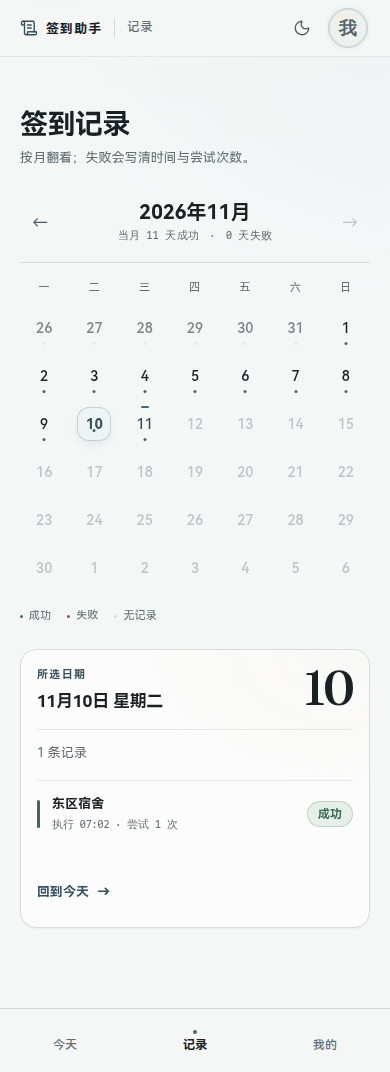 签到助手 记录 我
签到记录
按月翻看；失败会写清时间与尝试次数。
← 2026年11月 →
当月 11 天成功 · 0 天失败
一 二 三 四 五 六 日
26 27 28 29 30 31 1
2 3 4 5 6 7 8
9 10 11 12 13 14 15
16 17 18 19 20 21 22
23 24 25 26 27 28 29
30 1 2 3 4 5 6
成功 失败 无记录
所选日期
11月10日 星期二 10
1 条记录
东区宿舍
执行 07:02 · 尝试 1 次 成功
回到今天 →
今天 记录 我的